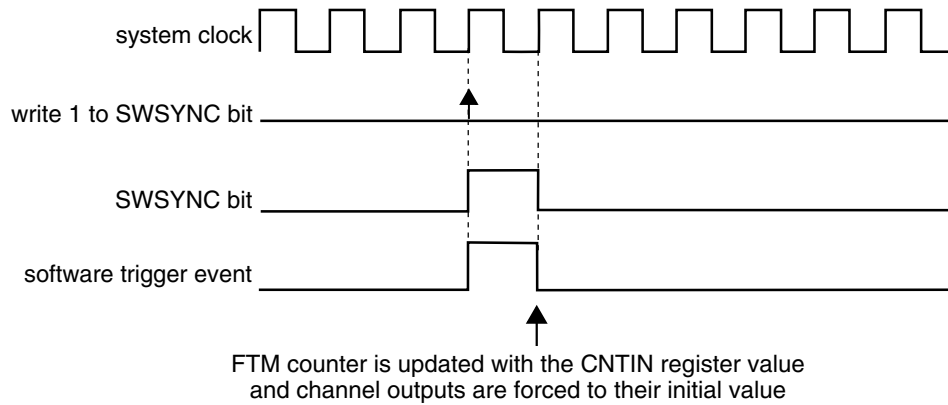 system clock
write 1 to SWSYNC bit
SWSYNC bit
software trigger event
FTM counter is updated with the CNTIN register value
and channel outputs are forced to their initial value